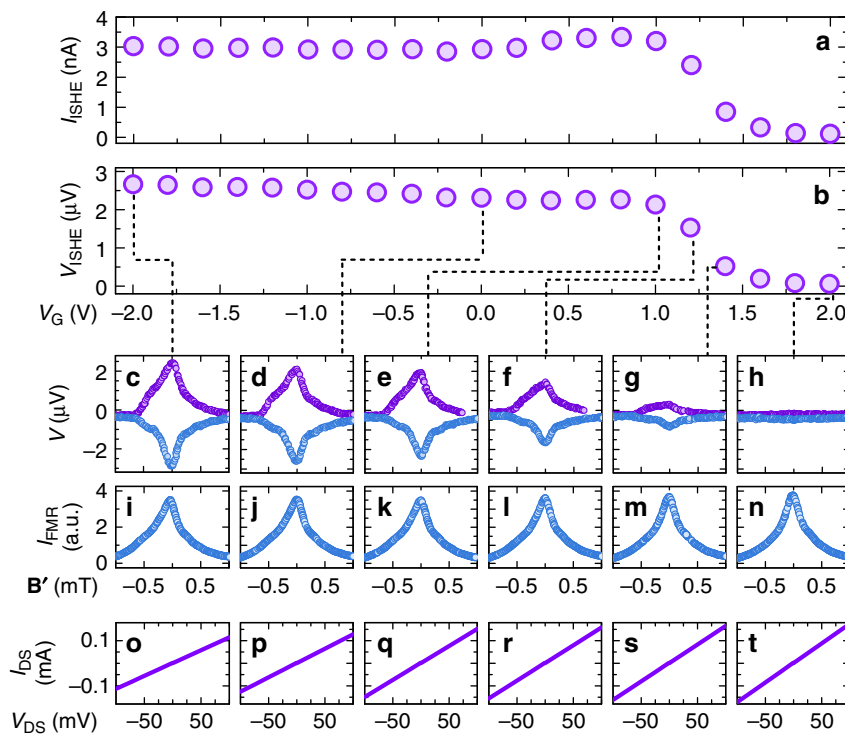 4
3
2
1
0
I_ISHE (nA)
a
3
2
1
0
V_ISHE (μV)
b
V_G (V) −2.0 −1.5 −1.0 −0.5 0.0 0.5 1.0 1.5 2.0
c d e f g h
2
0
−2
V (μV)
i j k l m n
4
2
0
I_FMR (a.u.)
B′ (mT) −0.5 0.5 −0.5 0.5 −0.5 0.5 −0.5 0.5 −0.5 0.5 −0.5 0.5
o p q r s t
0.1
−0.1
I_DS (mA)
V_DS (mV) −50 50 −50 50 −50 50 −50 50 −50 50 −50 50